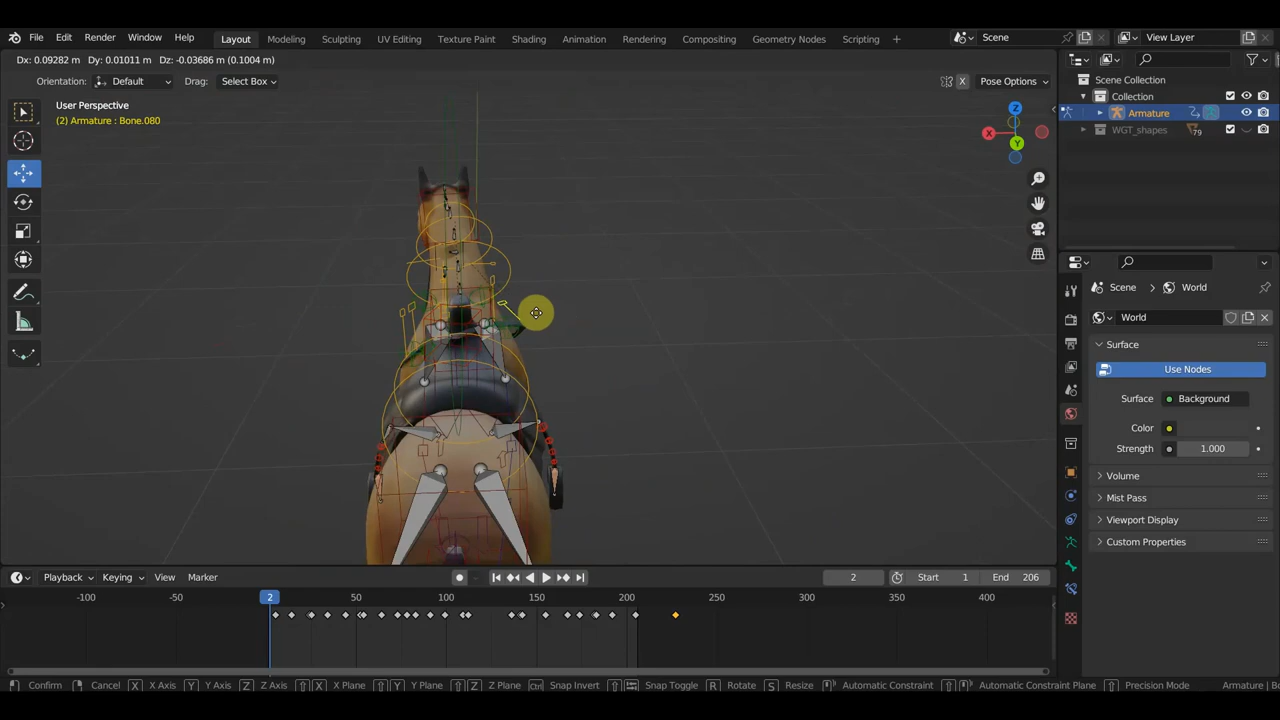 File Edit Render Window Help Layout Modeling Sculpting UV Editing Texture Paint Shading Animation Rendering Compositing Geometry Nodes Scripting + Scene View Layer
Dx: 0.09282 m Dy: 0.01011 m Dz: -0.03686 m (0.1004 m)
Orientation: Default Drag: Select Box X Pose Options
Scene Collection
Collection
Armature
WGT_shapes 79
User Perspective
(2) Armature : Bone.080
Z
X
Y
Scene World
World
Surface
Use Nodes
Surface Background
Color
Strength 1.000
Volume
Mist Pass
Viewport Display
Custom Properties
Playback Keying View Marker 2 Start 1 End 206
-100 -50 2 50 100 150 200 250 300 350 400
Confirm Cancel X X Axis Y Y Axis Z Z Axis X X Plane Y Y Plane Z Z Plane Ctrl Snap Invert Snap Toggle R Rotate S Resize Automatic Constraint Automatic Constraint Plane Precision Mode Armature | Bo